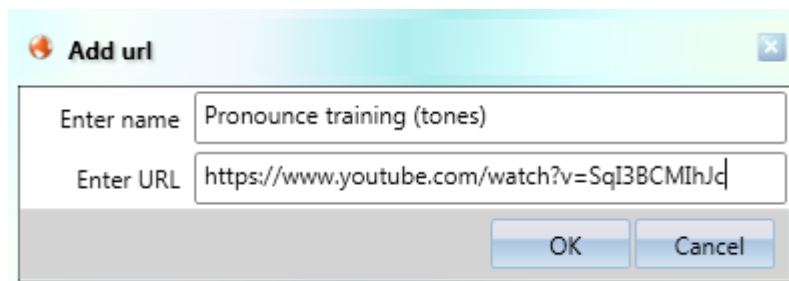 Add url
Enter name Pronounce training (tones)
Enter URL https://www.youtube.com/watch?v=SqI3BCMIhJc
OK Cancel